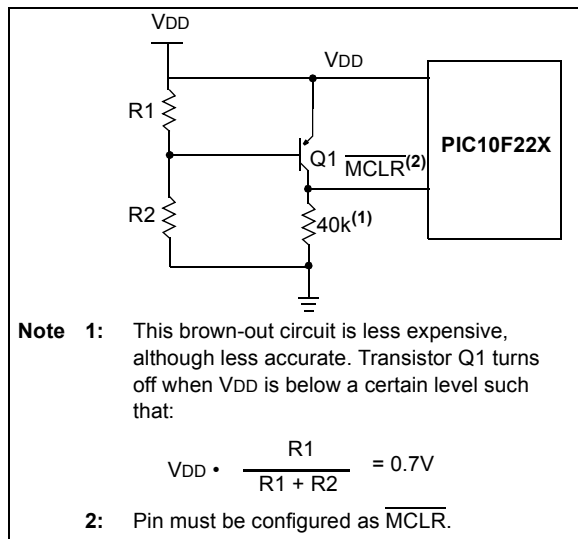 VDD
VDD
R1
Q1
MCLR(2)
PIC10F22X
R2
40k(1)
Note 1: This brown-out circuit is less expensive,
although less accurate. Transistor Q1 turns
off when VDD is below a certain level such
that:
VDD • R1 / R1 + R2 = 0.7V
2: Pin must be configured as MCLR.